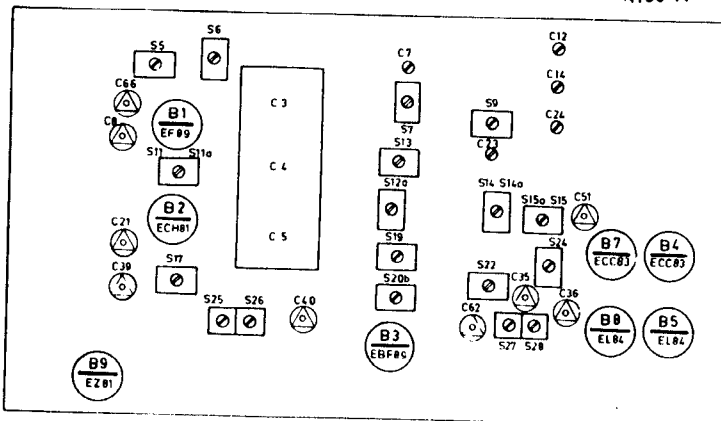 C12
S6
S5
C7
C14
C66
C3
S9
C24
C8
B1
EF89
S7
S13
C23
S11 S11a
C4
S12a
S14 S14a
S15a S15
C51
B2
ECH81
C21
C5
S19
S24
B7
ECC83
B4
ECC83
C39
S17
S20b
S22
C35
C36
S25 S26
C40
C62
S27 S28
B3
EBF89
B8
EL84
B5
EL84
B9
EZ81